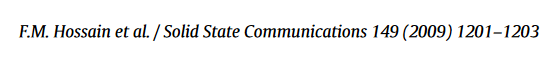 F.M. Hossain et al. / Solid State Communications 149 (2009) 1201–1203